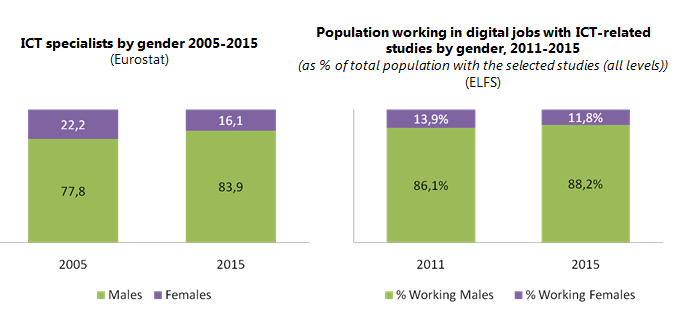 ICT specialists by gender 2005-2015
(Eurostat)
22,2
16,1
77,8
83,9
2005
2015
Males
Females
Population working in digital jobs with ICT-related
studies by gender, 2011-2015
(as % of total population with the selected studies (all levels))
(ELFS)
13,9%
11,8%
86,1%
88,2%
2011
2015
% Working Males
% Working Females